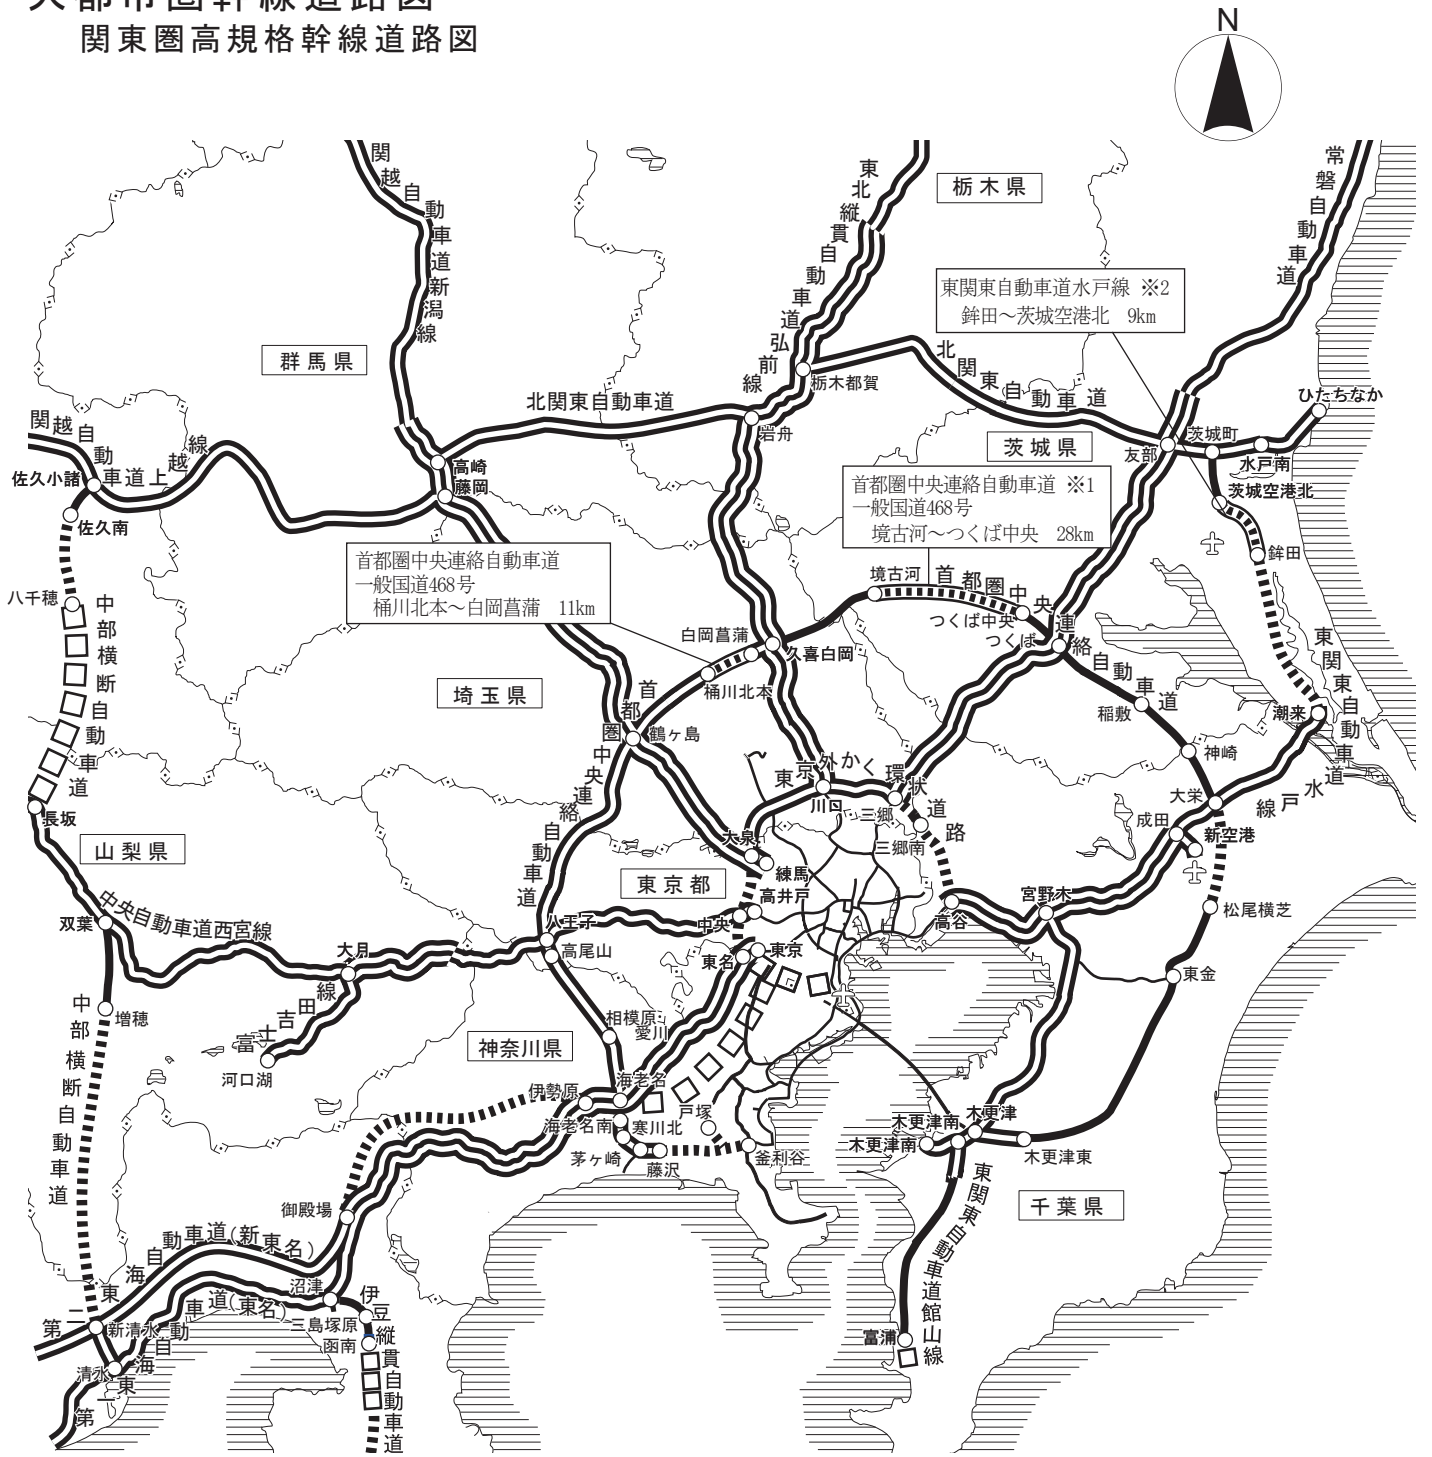 大都市圏幹線道路図
関東圏高規格幹線道路図
N
関越自動車道新潟線
東北縦貫自動車道弘前線
栃木県
常磐自動車道
東関東自動車道水戸線 ※2
鉾田～茨城空港北 9km
群馬県
栃木都賀
北関東自動車道
北関東自動車道
ひたちなか
関越自動車道上越線
岩舟
茨城県
茨城町
友部
水戸南
佐久小諸
高崎
藤岡
首都圏中央連絡自動車道 ※1
一般国道468号
境古河～つくば中央 28km
茨城空港北
佐久南
鉾田
首都圏中央連絡自動車道
一般国道468号
桶川北本～白岡菖蒲 11km
境古河
首都圏中央連絡自動車道
八千穂
中部横断自動車道
つくば中央
つくば
白岡菖蒲
久喜白岡
東関東自動車道水戸線
埼玉県
桶川北本
稲敷
潮来
首都圏中央連絡自動車道
鶴ヶ島
神崎
東京外かく環状道路
大栄
長坂
川口
三郷
成田
新空港
山梨県
大泉
三郷南
練馬
東京都
高井戸
宮野木
中央自動車道西宮線
双葉
八王子
中央
高谷
松尾横芝
大月
高尾山
東名
東京
東金
富士吉田線
中部横断自動車道
増穂
相模原愛川
神奈川県
河口湖
伊勢原
海老名
戸塚
海老名南
寒川北
木更津南
木更津
木更津南
木更津東
茅ヶ崎
藤沢
釜利谷
東関東自動車道館山線
千葉県
御殿場
第二東海自動車道(新東名)
沼津
伊豆縦貫自動車道
第一東海自動車道(東名)
三島塚原
新清水
函南
富浦
清水